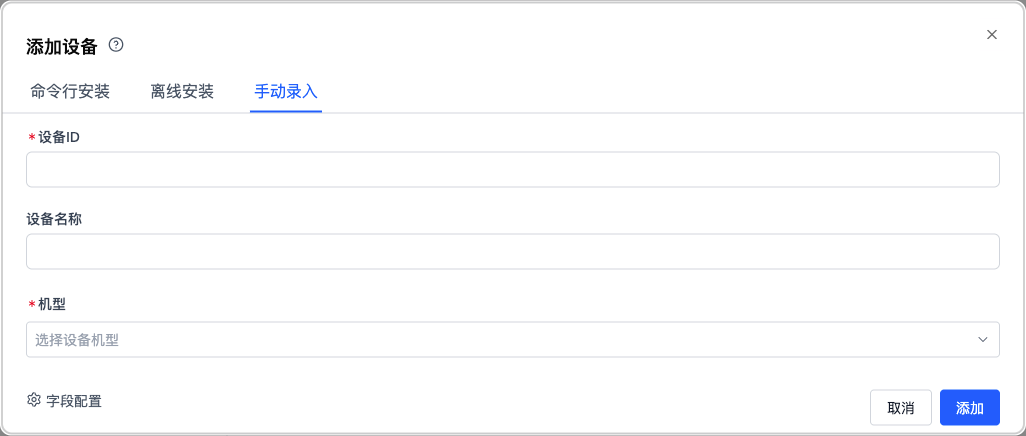 添加设备
命令行安装 离线安装 手动录入
*设备ID
设备名称
*机型
选择设备机型
字段配置
取消 添加